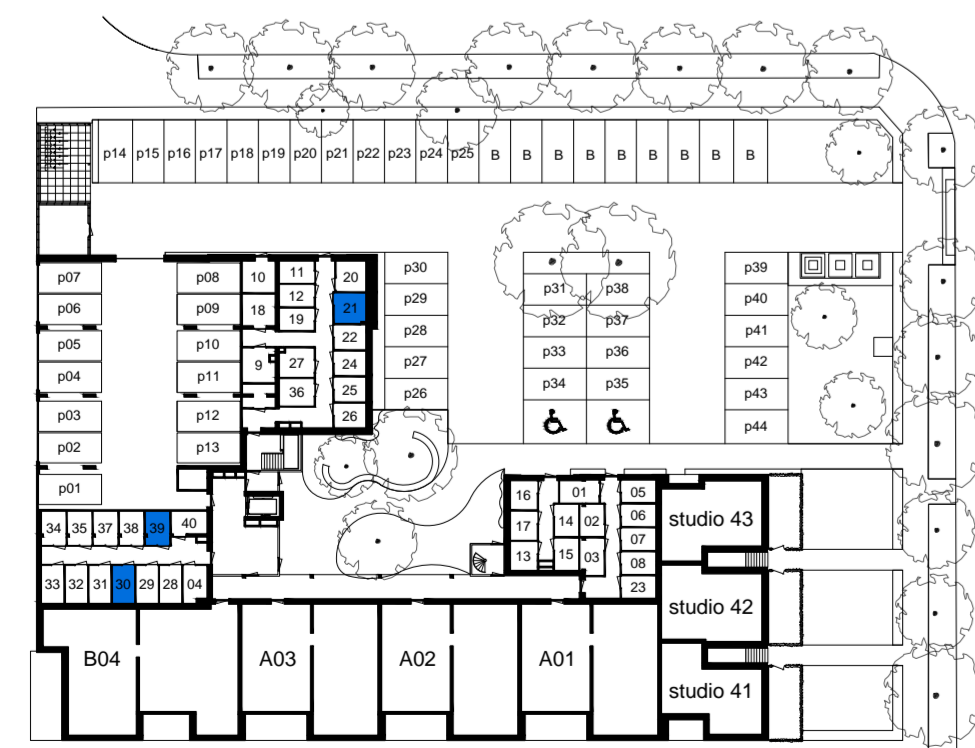 p14 p15 p16 p17 p18 p19 p20 p21 p22 p23 p24 p25 B B B B B B B B B
p07 p08 10 11 20 p30 p39
12 21 p31 p38
p06 p09 18 19 p29 p40
22 p32 p37
p05 p10 p28 p41
9 27 24 p33 p36
p04 p11 p27 p42
36 25 p34 p35
p26 p43
p03 p12 26 p44
p02 p13
p01 16 01 05
34 35 37 38 39 40 17 14 02 06 studio 43
07
13 15 03 08
33 32 31 30 29 28 04 23
studio 42
B04 A03 A02 A01
studio 41